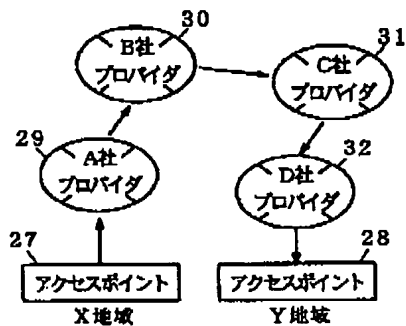 30
B社
プロバイダ
31
C社
プロバイダ
29
A社
プロバイダ
32
D社
プロバイダ
27
アクセスポイント
X地域
28
アクセスポイント
Y地域